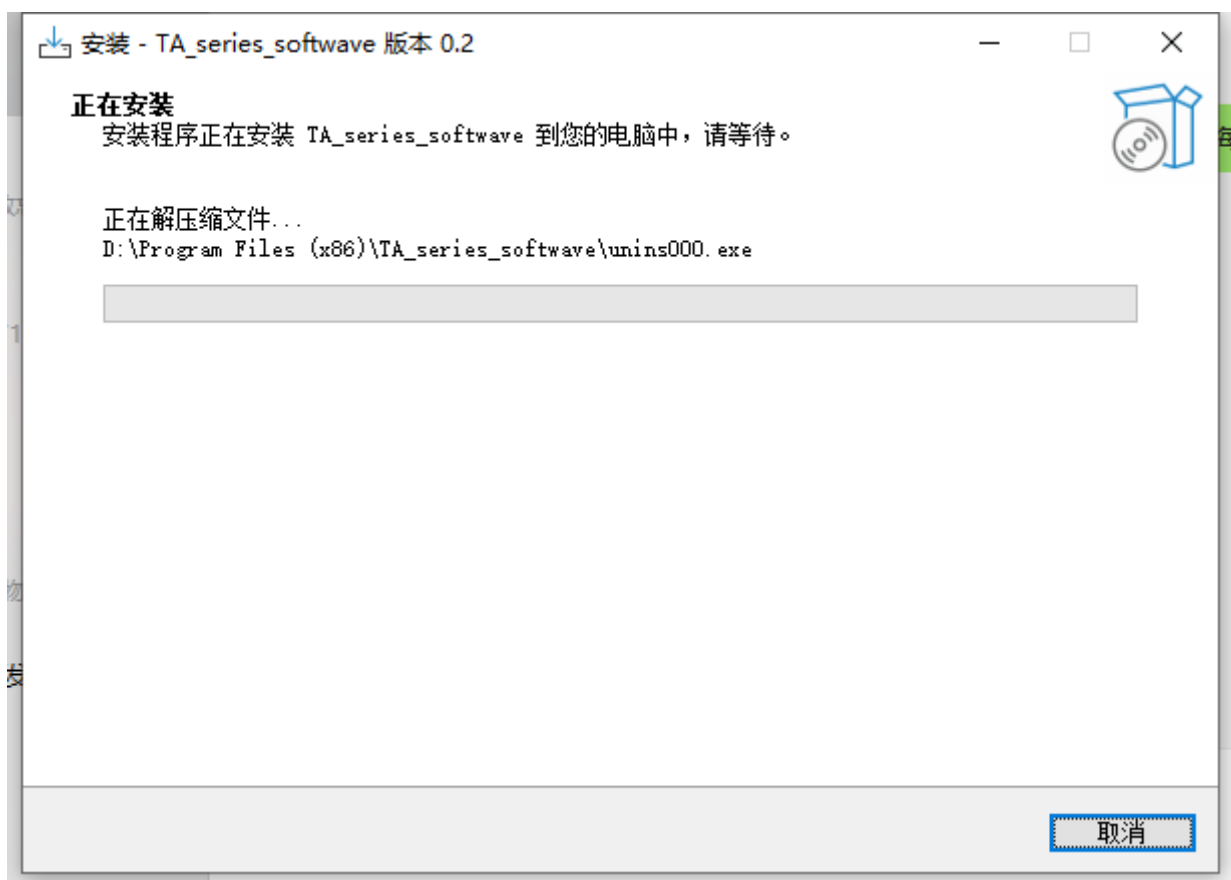 安装 - TA_series_softwave 版本 0.2
正在安装
安装程序正在安装 TA_series_softwave 到您的电脑中，请等待。
正在解压缩文件...
D:\Program Files (x86)\TA_series_softwave\unins000.exe
取消